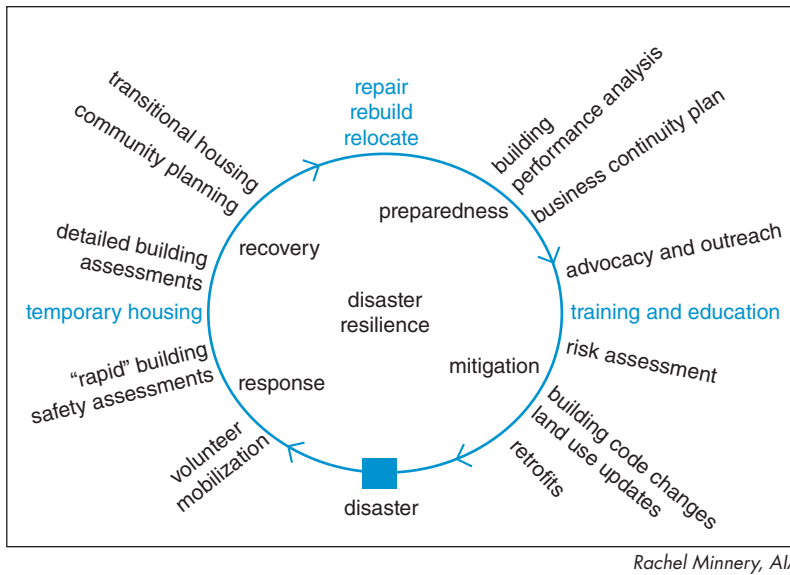 repair
rebuild
relocate
transitional housing
community planning
detailed building
assessments
temporary housing
"rapid" building
safety assessments
volunteer
mobilization
building
performance analysis
business continuity plan
advocacy and outreach
training and education
risk assessment
building code changes
land use updates
retrofits
preparedness
recovery
disaster
resilience
mitigation
response
disaster
Rachel Minnery, AIA